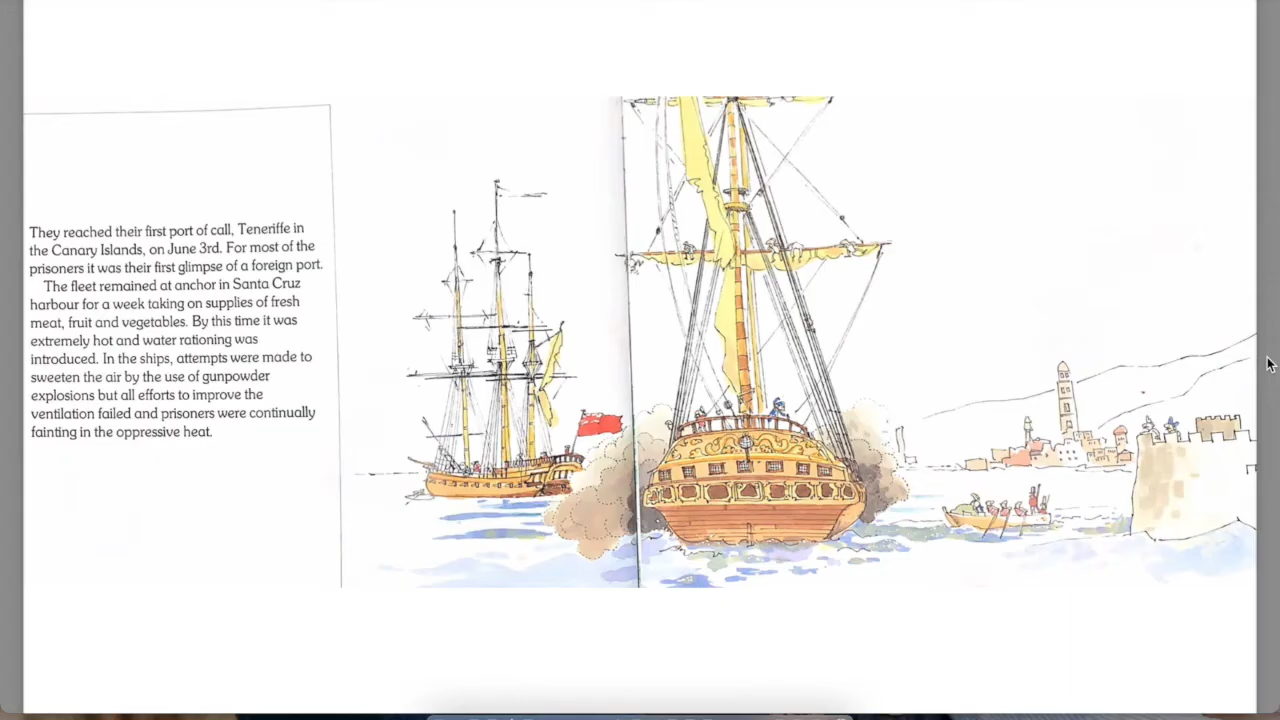 They reached their first port of call, Teneriffe in
the Canary Islands, on June 3rd. For most of the
prisoners it was their first glimpse of a foreign port.
The fleet remained at anchor in Santa Cruz
harbour for a week taking on supplies of fresh
meat, fruit and vegetables. By this time it was
extremely hot and water rationing was
introduced. In the ships, attempts were made to
sweeten the air by the use of gunpowder
explosions but all efforts to improve the
ventilation failed and prisoners were continually
fainting in the oppressive heat.